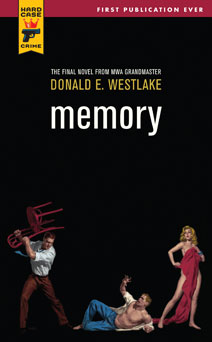 HARD
CASE
CRIME
FIRST PUBLICATION EVER
THE FINAL NOVEL FROM MWA GRANDMASTER
DONALD E. WESTLAKE
memory